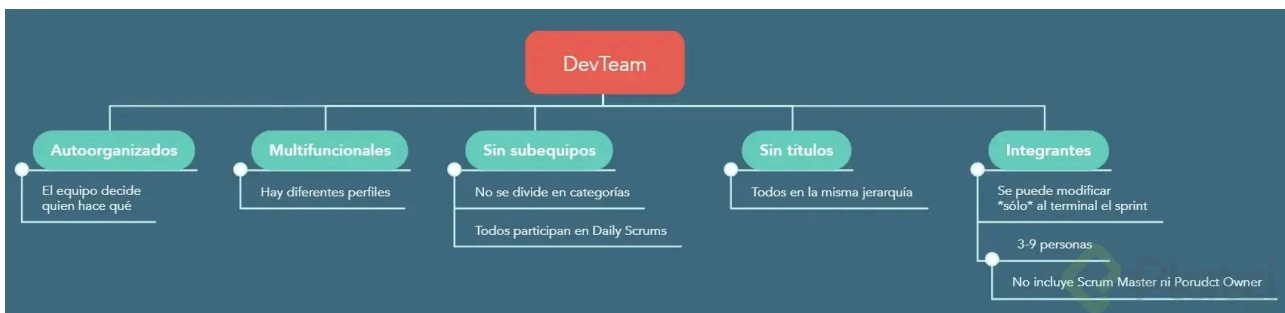 DevTeam
Autoorganizados
El equipo decide
quien hace qué
Multifuncionales
Hay diferentes perfiles
Sin subequipos
No se divide en categorías
Todos participan en Daily Scrums
Sin títulos
Todos en la misma jerarquía
Integrantes
Se puede modificar
*sólo* al terminal el sprint
3-9 personas
No incluye Scrum Master ni Porudct Owner